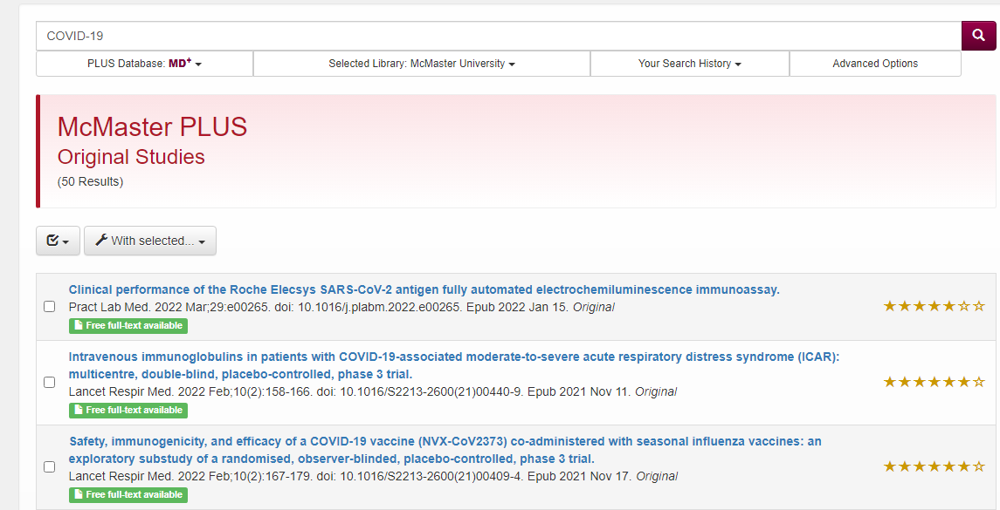 COVID-19
PLUS Database: MD+
Selected Library: McMaster University
Your Search History
Advanced Options
McMaster PLUS
Original Studies
(50 Results)
With selected...
Clinical performance of the Roche Elecsys SARS-CoV-2 antigen fully automated electrochemiluminescence immunoassay.
Pract Lab Med. 2022 Mar;29:e00265. doi: 10.1016/j.plabm.2022.e00265. Epub 2022 Jan 15. Original
Free full-text available
Intravenous immunoglobulins in patients with COVID-19-associated moderate-to-severe acute respiratory distress syndrome (ICAR):
multicentre, double-blind, placebo-controlled, phase 3 trial.
Lancet Respir Med. 2022 Feb;10(2):158-166. doi: 10.1016/S2213-2600(21)00440-9. Epub 2021 Nov 11. Original
Free full-text available
Safety, immunogenicity, and efficacy of a COVID-19 vaccine (NVX-CoV2373) co-administered with seasonal influenza vaccines: an
exploratory substudy of a randomised, observer-blinded, placebo-controlled, phase 3 trial.
Lancet Respir Med. 2022 Feb;10(2):167-179. doi: 10.1016/S2213-2600(21)00409-4. Epub 2021 Nov 17. Original
Free full-text available